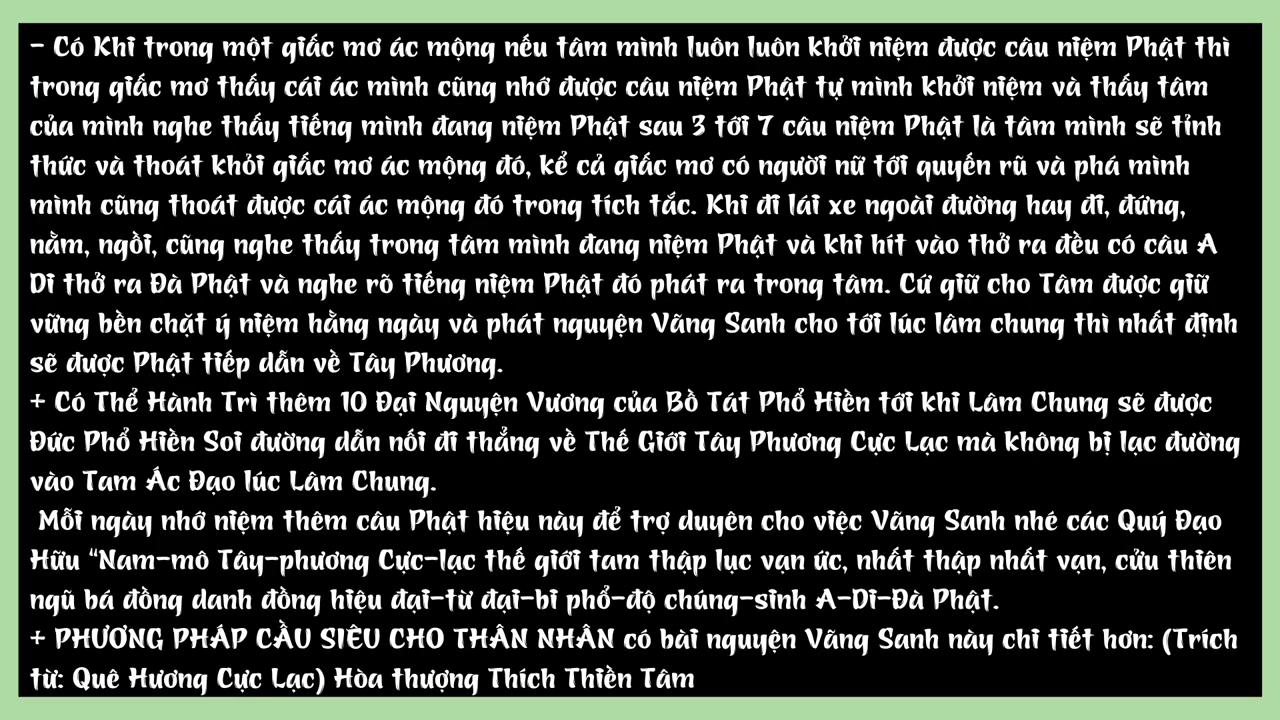 - Có Khi trong một giấc mơ ác mộng nếu tâm mình luôn luôn khởi niệm được câu niệm Phật thì
trong giấc mơ thấy cái ác mình cũng nhớ được câu niệm Phật tự mình khởi niệm và thấy tâm
của mình nghe thấy tiếng mình đang niệm Phật sau 3 tới 7 câu niệm Phật là tâm mình sẽ tỉnh
thức và thoát khỏi giấc mơ ác mộng đó, kể cả giấc mơ có người nữ tới quyến rũ và phá mình
mình cũng thoát được cái ác mộng đó trong tích tắc. Khi đi lái xe ngoài đường hay đi, đứng,
nằm, ngồi, cũng nghe thấy trong tâm mình đang niệm Phật và khi hít vào thở ra đều có câu A
Di thở ra Đà Phật và nghe rõ tiếng niệm Phật đó phát ra trong tâm. Cứ giữ cho Tâm được giữ
vững bền chặt ý niệm hằng ngày và phát nguyện Vãng Sanh cho tới lúc lâm chung thì nhất định
sẽ được Phật tiếp dẫn về Tây Phương.
+ Có Thể Hành Trì thêm 10 Đại Nguyện Vương của Bồ Tát Phổ Hiền tới khi Lâm Chung sẽ được
Đức Phổ Hiền Soi đường dẫn nối đi thẳng về Thế Giới Tây Phương Cực Lạc mà không bị lạc đường
vào Tam Ác Đạo lúc Lâm Chung.
Mỗi ngày nhớ niệm thêm câu Phật hiệu này để trợ duyên cho việc Vãng Sanh nhé các Quý Đạo
Hữu "Nam-mô Tây-phương Cực-lạc thế giới tam thập lục vạn ức, nhất thập nhất vạn, cửu thiên
ngũ bá đồng danh đồng hiệu đại-từ đại-bi phổ-độ chúng-sinh A-Di-Đà Phật.
+ PHƯƠNG PHÁP CẦU SIÊU CHO THÂN NHÂN có bài nguyện Vãng Sanh này chi tiết hơn: (Trích
từ: Quê Hương Cực Lạc) Hòa thượng Thích Thiền Tâm